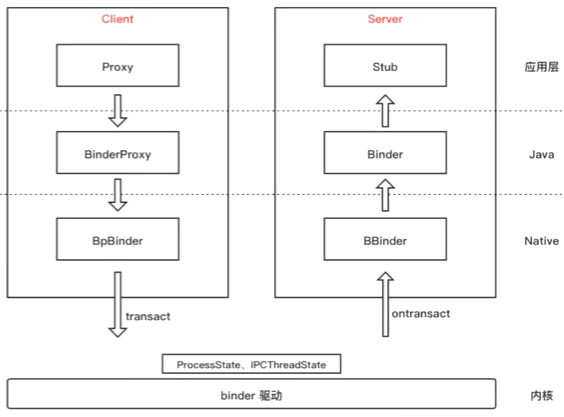 Client
Server
Proxy
Stub
应用层
BinderProxy
Binder
Java
BpBinder
BBinder
Native
transact
ontransact
ProcessState、IPCThreadState
binder 驱动
内核